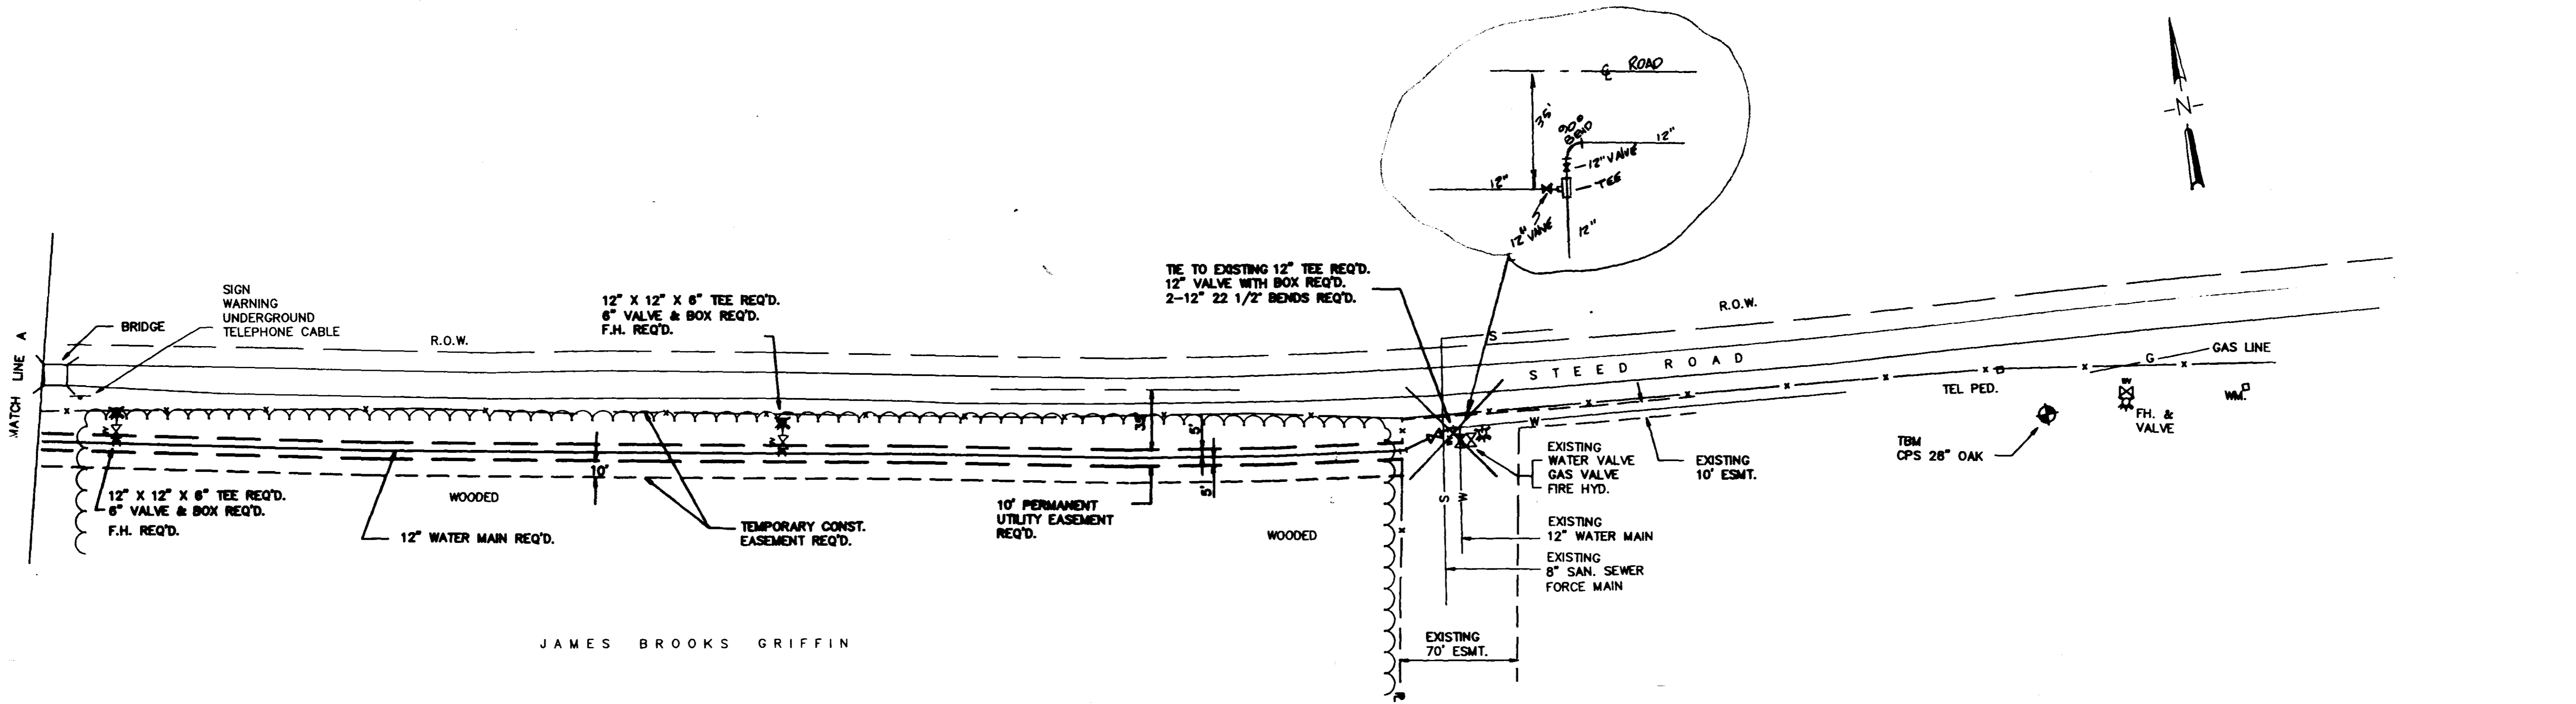 ℄ ROAD
35'
90°
BEND
12"
12" VALVE
TEE
12"
12" VALVE
12"
-N-
MATCH LINE A
BRIDGE
SIGN
WARNING
UNDERGROUND
TELEPHONE CABLE
R.O.W.
12" X 12" X 6" TEE REQ'D.
6" VALVE & BOX REQ'D.
F.H. REQ'D.
TIE TO EXISTING 12" TEE REQ'D.
12" VALVE WITH BOX REQ'D.
2-12" 22 1/2° BENDS REQ'D.
S
R.O.W.
STEED ROAD
G
GAS LINE
TEL PED.
WM.
FH. &
VALVE
TBM
CPS 28" OAK
W
EXISTING
10' ESMT.
EXISTING
WATER VALVE
GAS VALVE
FIRE HYD.
5'
5'
10'
12" X 12" X 6" TEE REQ'D.
6" VALVE & BOX REQ'D.
F.H. REQ'D.
WOODED
12" WATER MAIN REQ'D.
TEMPORARY CONST.
EASEMENT REQ'D.
10' PERMANENT
UTILITY EASEMENT
REQ'D.
WOODED
S
W
EXISTING
12" WATER MAIN
EXISTING
8" SAN. SEWER
FORCE MAIN
EXISTING
70' ESMT.
JAMES BROOKS GRIFFIN